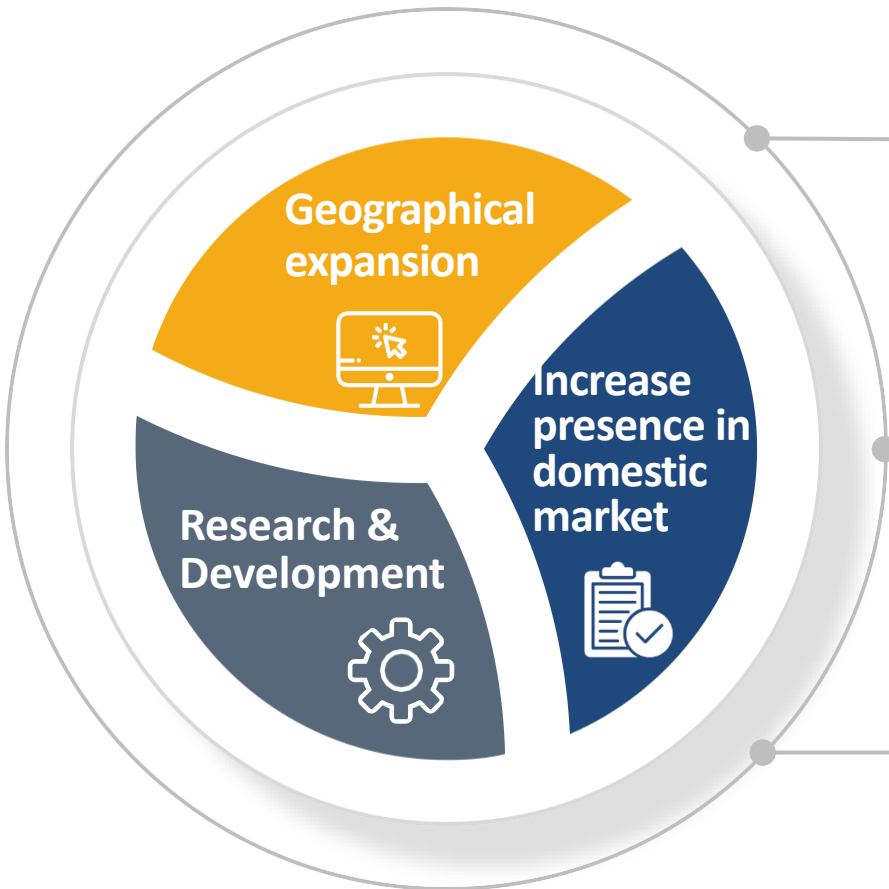 Geographical
expansion
Increase
presence in
domestic
market
Research &
Development